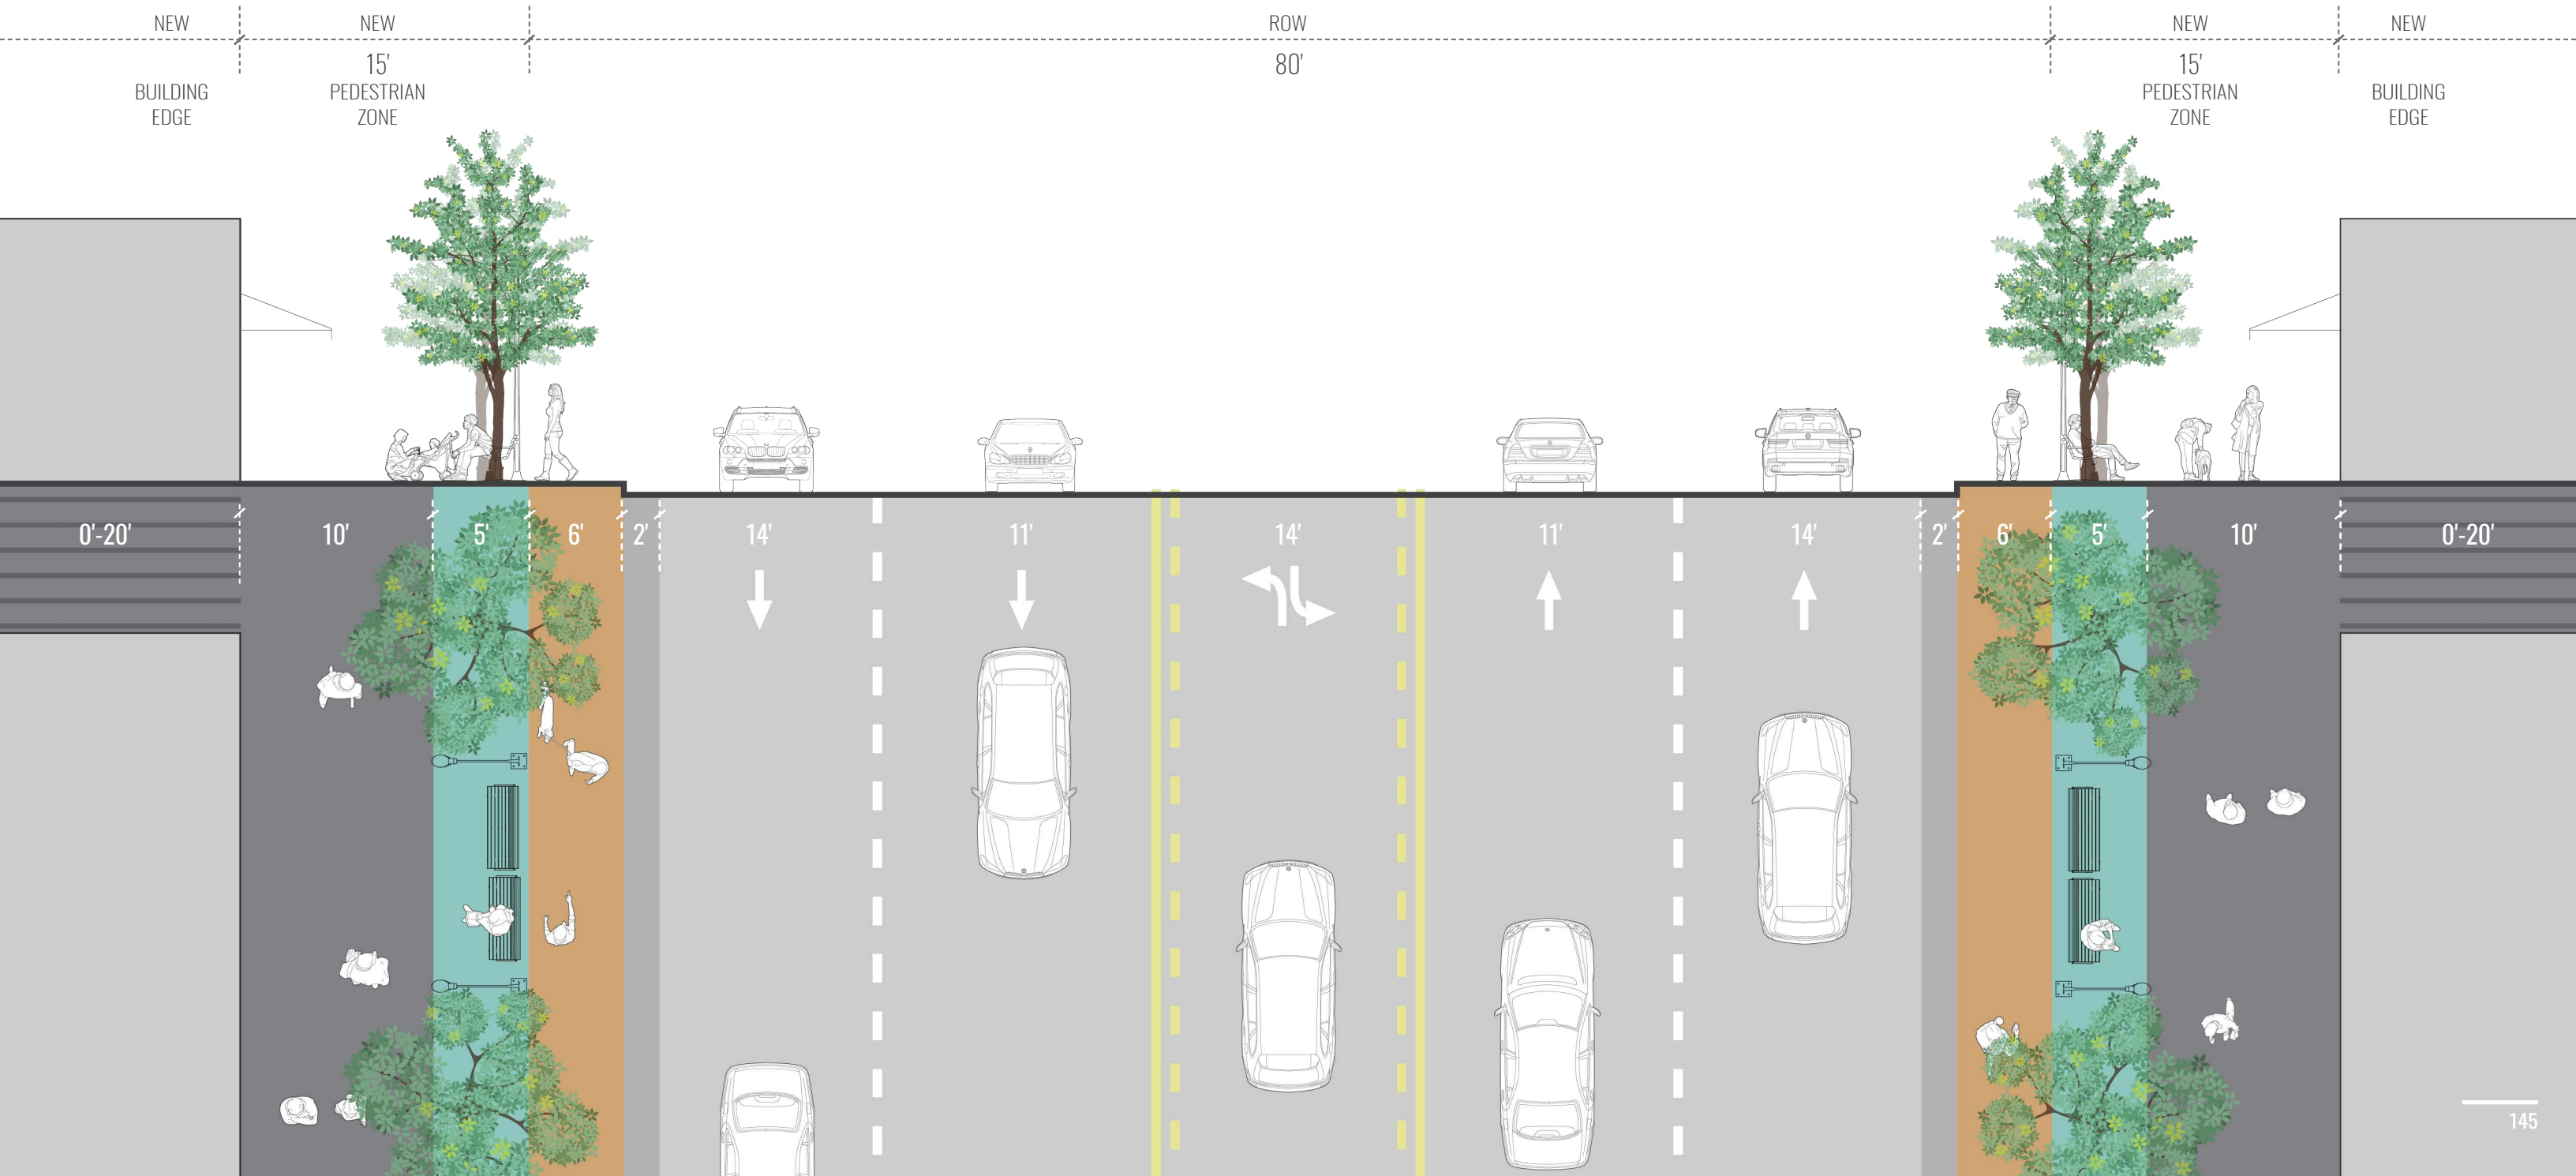 NEW
NEW
ROW
NEW
NEW
15'
80'
15'
BUILDING
EDGE
PEDESTRIAN
ZONE
PEDESTRIAN
ZONE
BUILDING
EDGE
0'-20'
10'
5'
6'
2'
14'
11'
14'
11'
14'
2'
6'
5'
10'
0'-20'
145